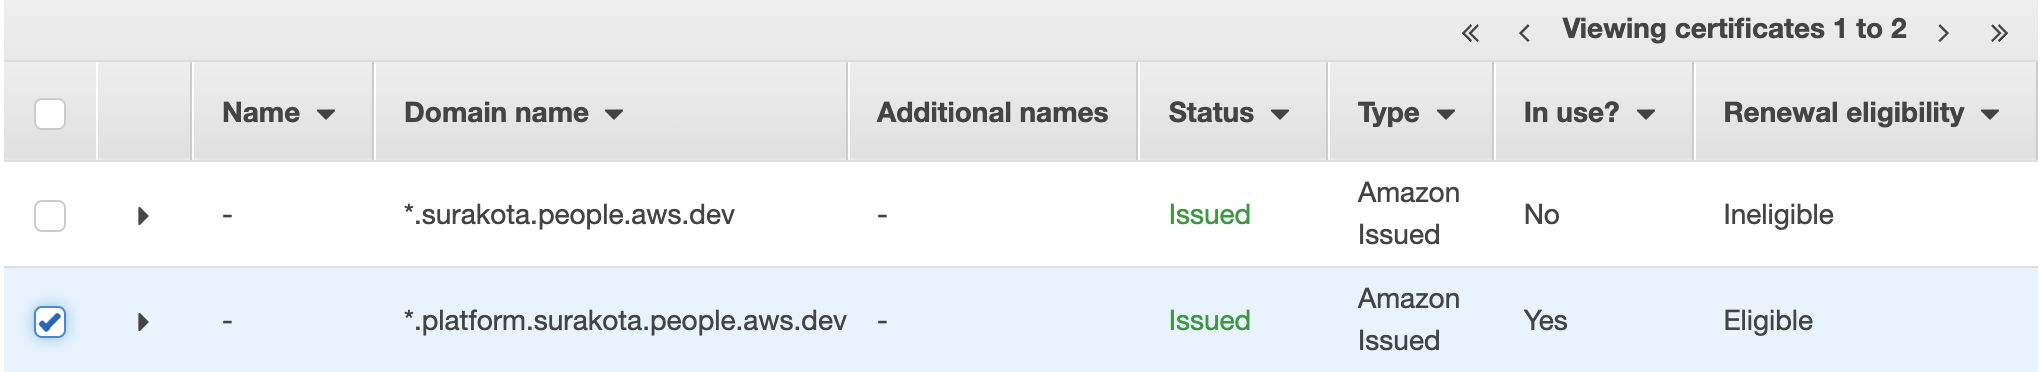 « ‹ Viewing certificates 1 to 2 › »
Name Domain name Additional names Status Type In use? Renewal eligibility
- *.surakota.people.aws.dev - Issued Amazon Issued No Ineligible
- *.platform.surakota.people.aws.dev - Issued Amazon Issued Yes Eligible